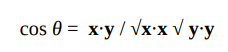 cos θ = x·y / √x·x √ y·y